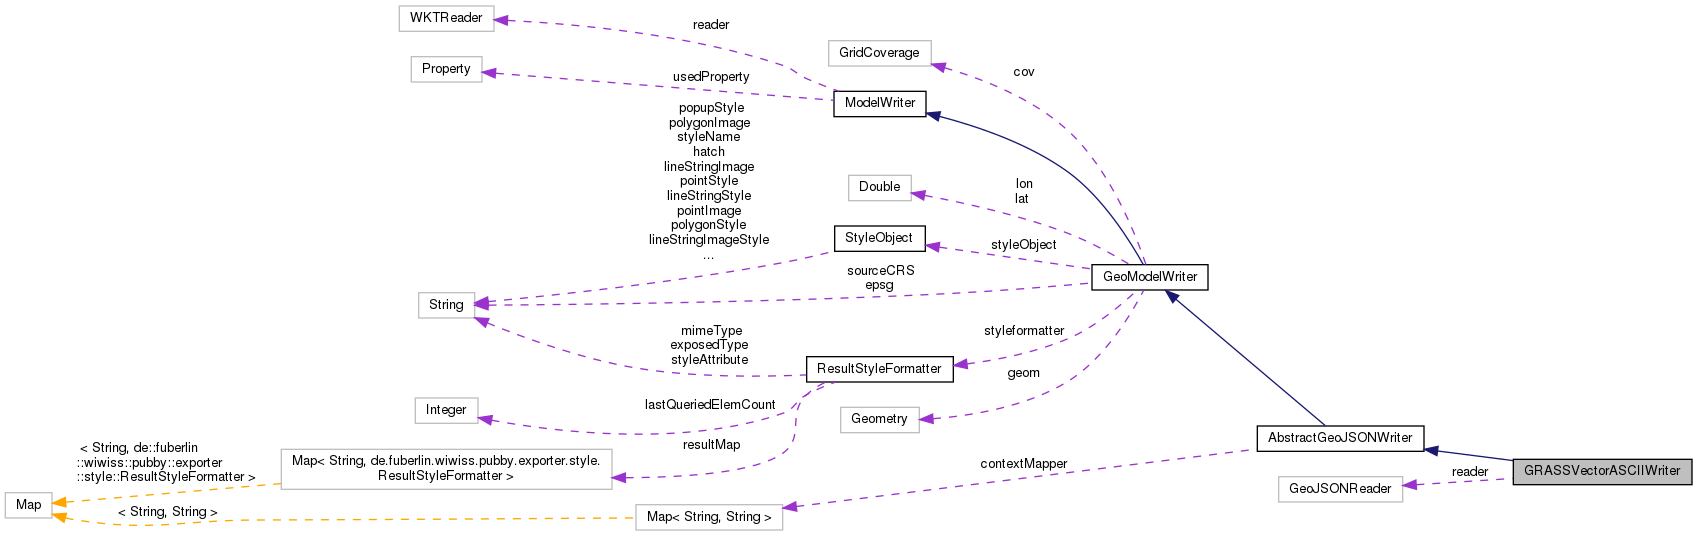 WKTReader
reader
GridCoverage
cov
Property
usedProperty
ModelWriter
popupStyle
polygonImage
styleName
hatch
lineStringImage
pointStyle
lineStringStyle
pointImage
polygonStyle
lineStringImageStyle
...
Double
lon
lat
StyleObject
styleObject
GeoModelWriter
sourceCRS
epsg
String
mimeType
exposedType
styleAttribute
styleformatter
ResultStyleFormatter
geom
Integer
lastQueriedElemCount
Geometry
resultMap
AbstractGeoJSONWriter
< String, de::fuberlin
::wiwiss::pubby::exporter
::style::ResultStyleFormatter >
Map< String, de.fuberlin.wiwiss.pubby.exporter.style.
ResultStyleFormatter >
contextMapper
reader
GRASSVectorASCIIWriter
GeoJSONReader
Map
< String, String >
Map< String, String >